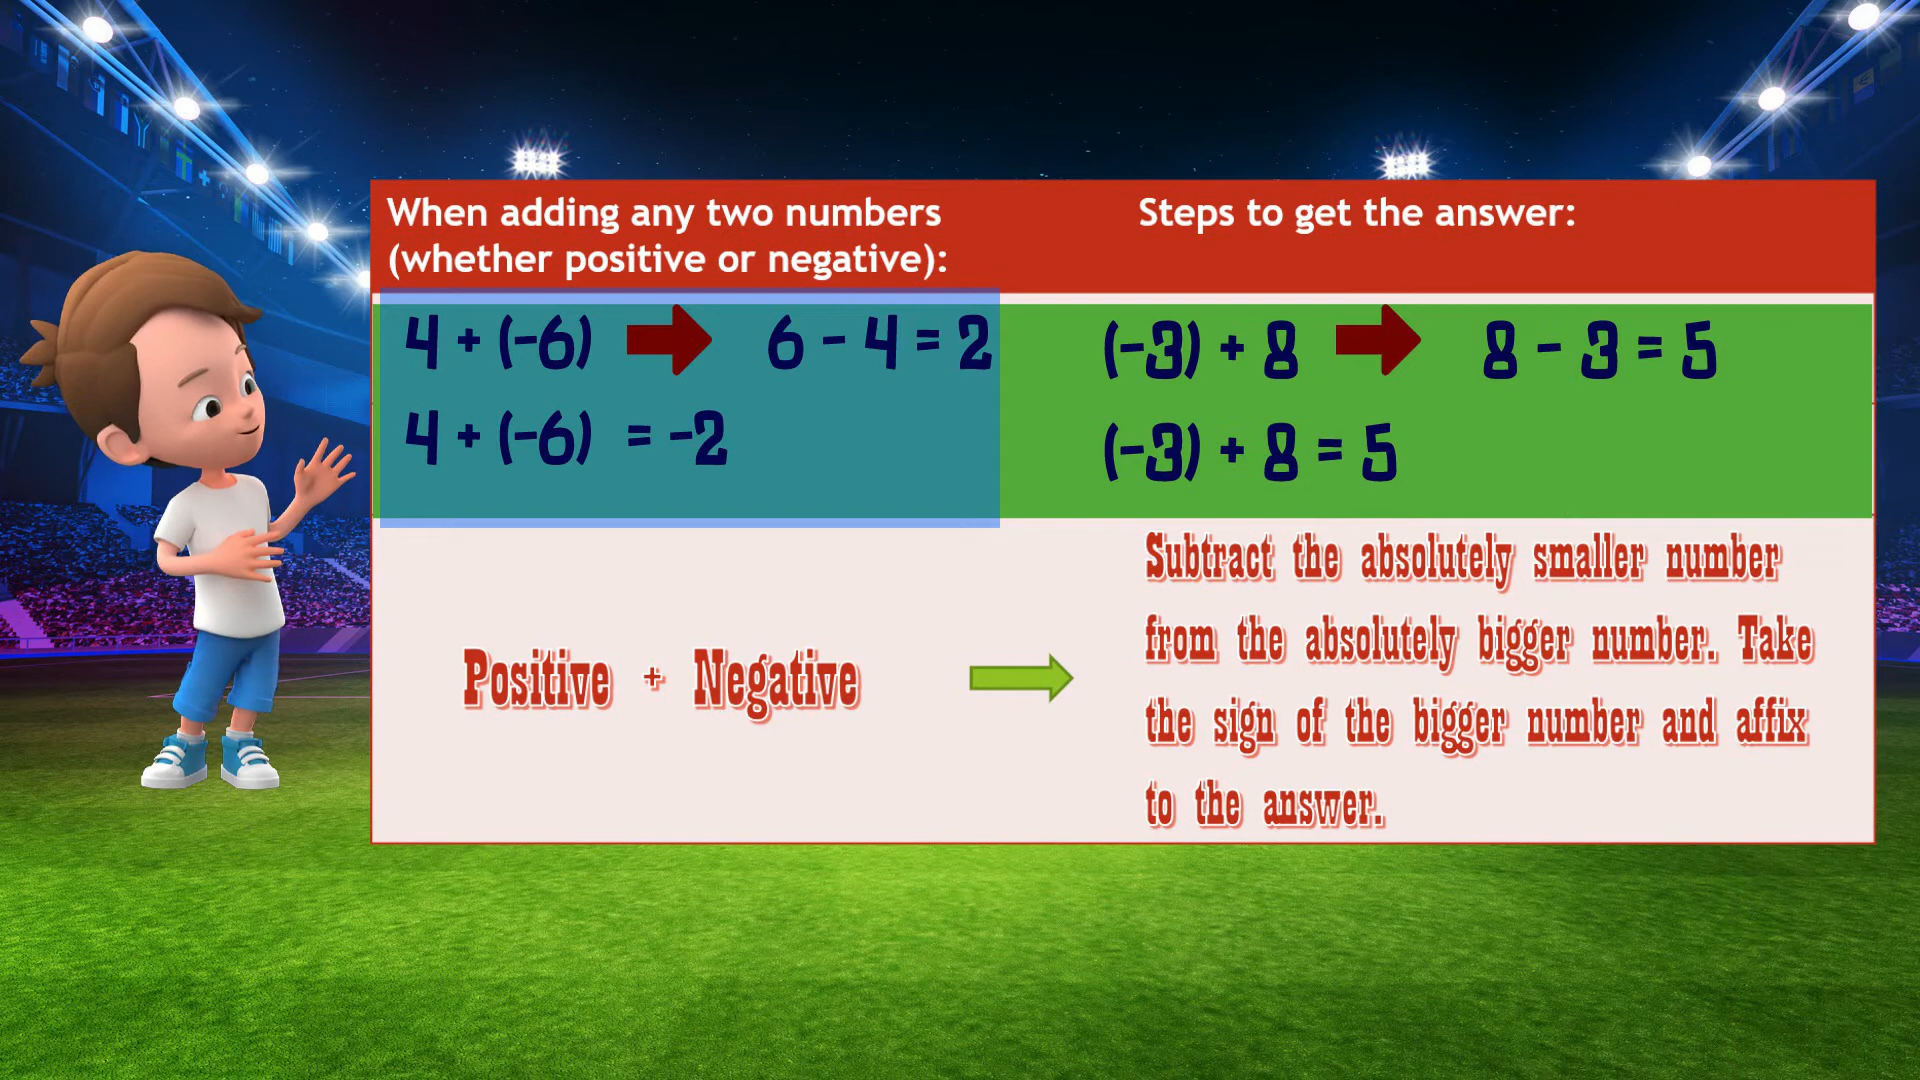 When adding any two numbers
(whether positive or negative):
Steps to get the answer:
4 + (-6) 6 - 4 = 2
4 + (-6) = -2
(-3) + 8 8 - 3 = 5
(-3) + 8 = 5
Positive + Negative
Subtract the absolutely smaller number
from the absolutely bigger number. Take
the sign of the bigger number and affix
to the answer.